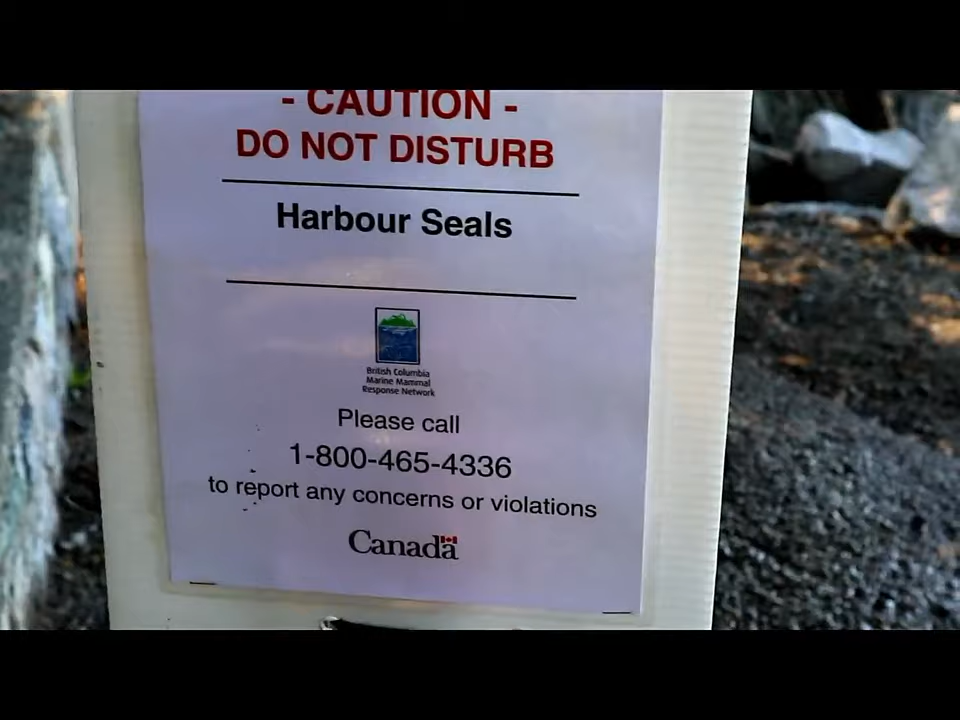 - CAUTION -
DO NOT DISTURB
Harbour Seals
British Columbia
Marine Mammal
Response Network
Please call
1-800-465-4336
to report any concerns or violations
Canada